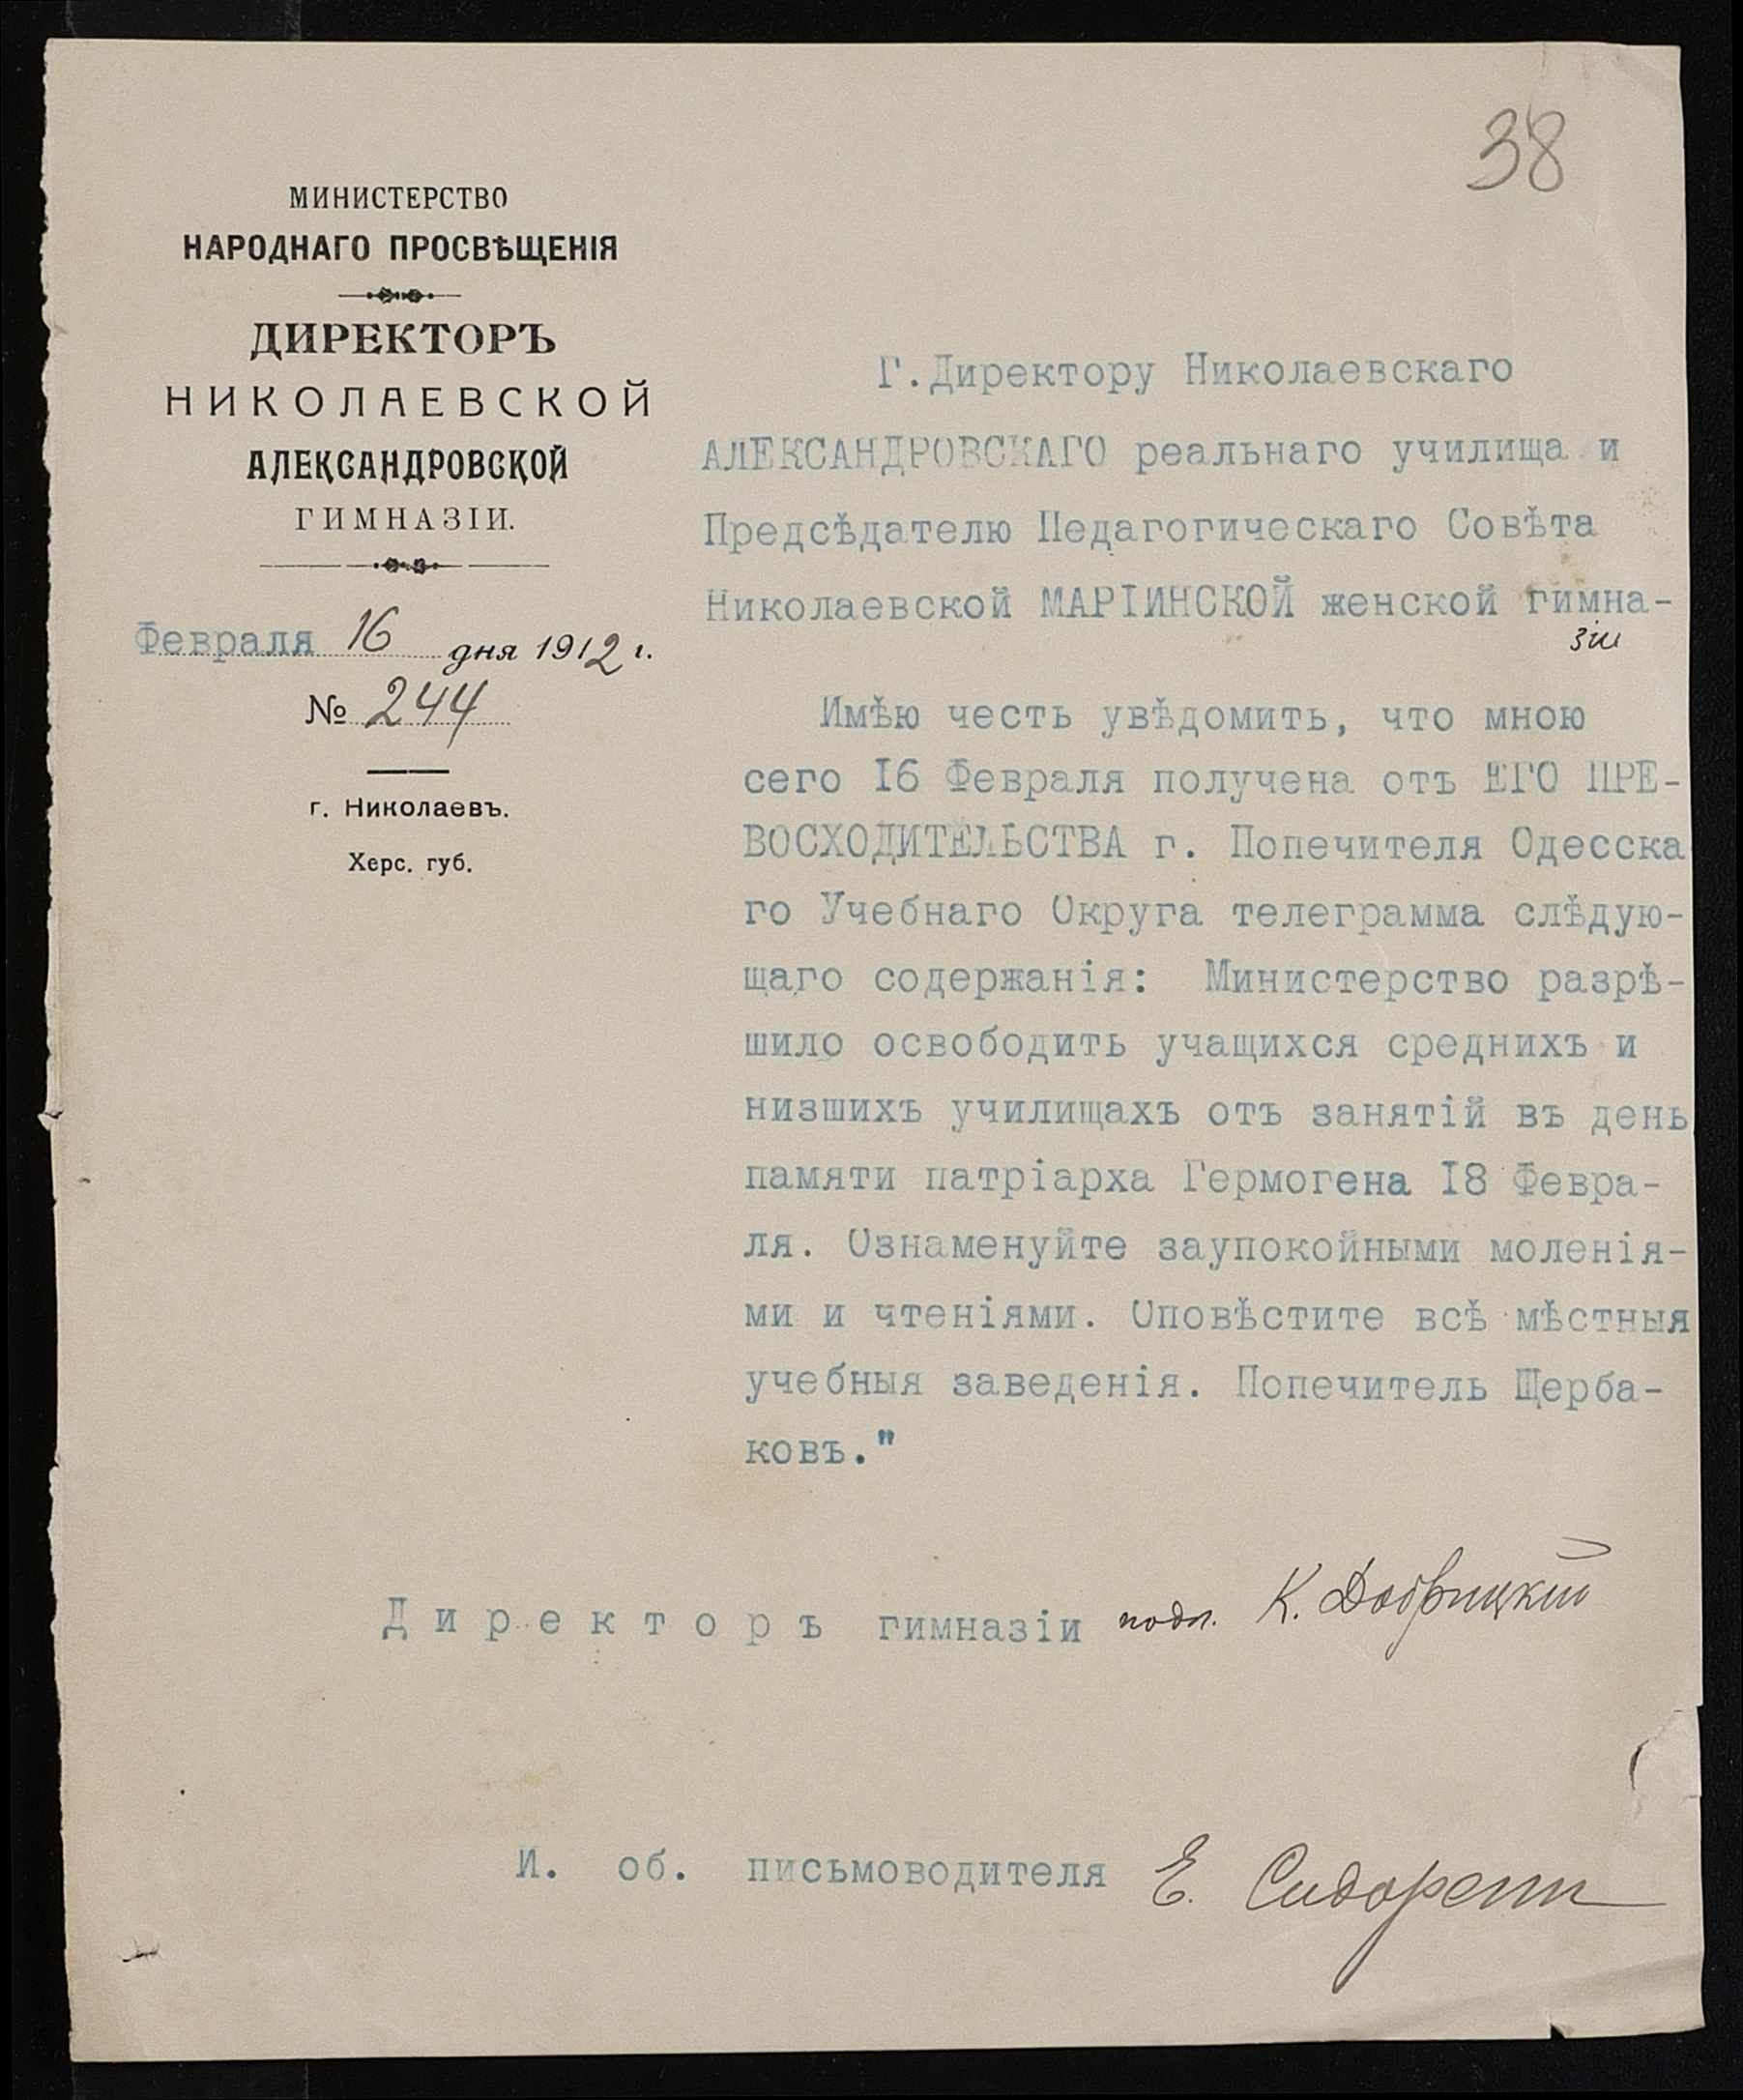 38
МИНИСТЕРСТВО
НАРОДНАГО ПРОСВѢЩЕНІЯ
ДИРЕКТОРЪ
НИКОЛАЕВСКОЙ
АЛЕКСАНДРОВСКОЙ
ГИМНАЗІИ.
Февраля 16 дня 1912 г.
№ 244
г. Николаевъ.
Херс. губ.
Г.Директору Николаевскаго
АЛЕКСАНДРОВСКАГО реальнаго училища и
Предсѣдателю Педагогическаго Совѣта
Николаевской МАРІИНСКОЙ женской гимна-
зіи
Имѣю честь увѣдомить, что мною
сего I6 Февраля получена отъ ЕГО ПРЕ-
ВОСХОДИТЕЛЬСТВА г. Попечителя Одесска
го Учебнаго Округа телеграмма слѣдую-
щаго содержанія: Министерство разрѣ-
шило освободить учащихся среднихъ и
низшихъ училищахъ отъ занятій въ день
памяти патріарха Гермогена I8 Февра-
ля. Ознаменуйте заупокойными моленія-
ми и чтеніями. Оповѣстите всѣ мѣстныя
учебныя заведенія. Попечитель Щерба-
ковъ."
Директоръ гимназіи подп. К.
И. об. письмоводителя Е.